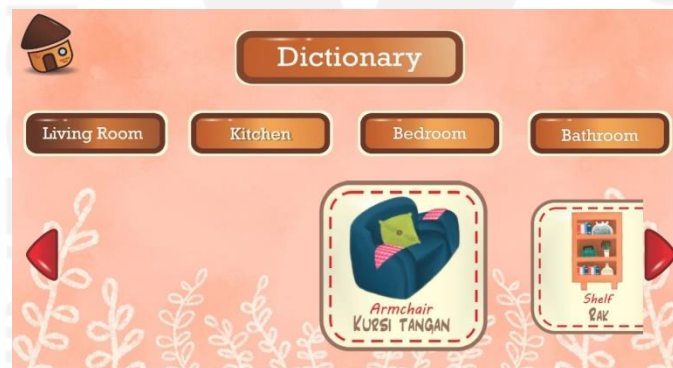 Dictionary
Living Room
Kitchen
Bedroom
Bathroom
Armchair
KURSI TANGAN
Shelf
RAK